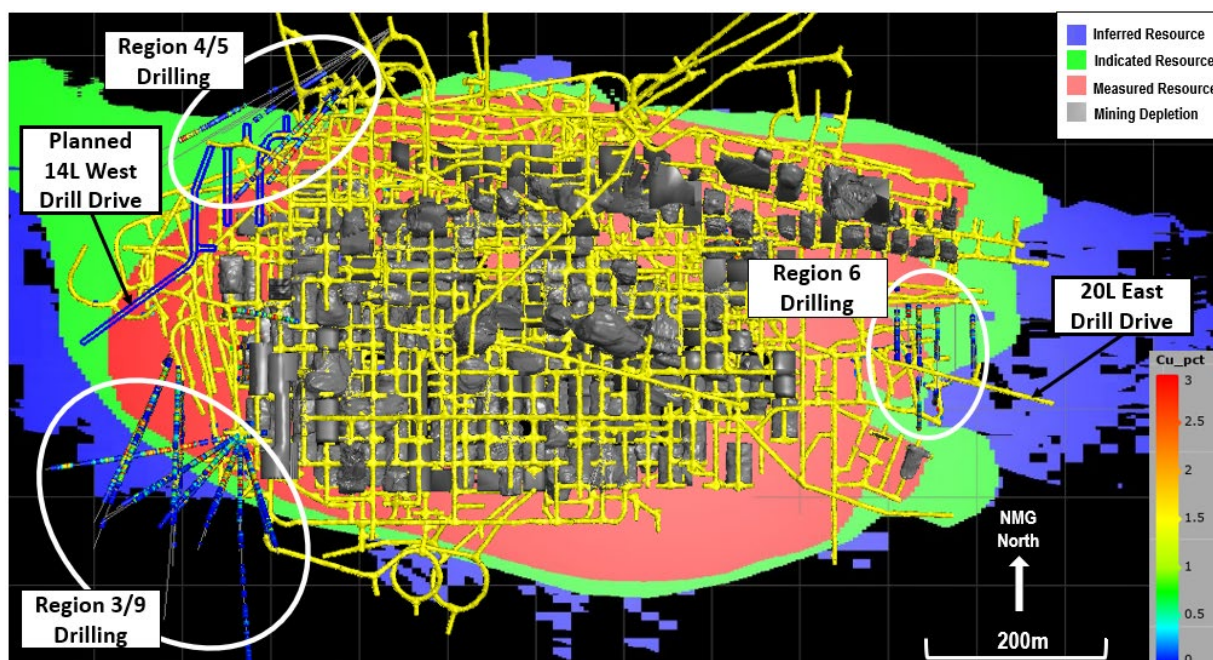 Region 4/5
Drilling
Inferred Resource
Indicated Resource
Measured Resource
Mining Depletion
Planned
14L West
Drill Drive
Region 6
Drilling
20L East
Drill Drive
Cu_pct
3
2.5
2
1.5
1
0.5
0
NMG
North
Region 3/9
Drilling
200m